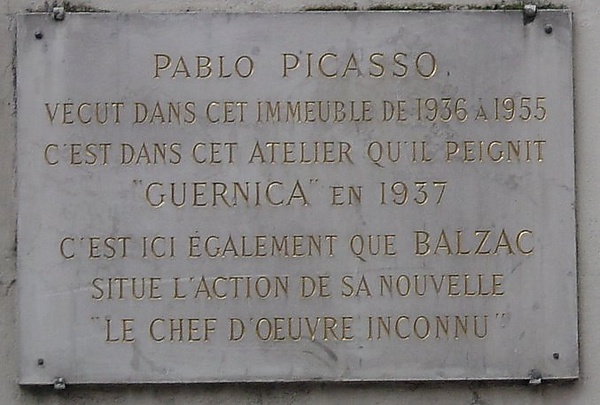 PABLO PICASSO
VÉCUT DANS CET IMMEUBLE DE 1936 À 1955
C'EST DANS CET ATELIER QU'IL PEIGNIT
"GUERNICA" EN 1937
C'EST ICI ÉGALEMENT QUE BALZAC
SITUE L'ACTION DE SA NOUVELLE
"LE CHEF D'OEUVRE INCONNU"